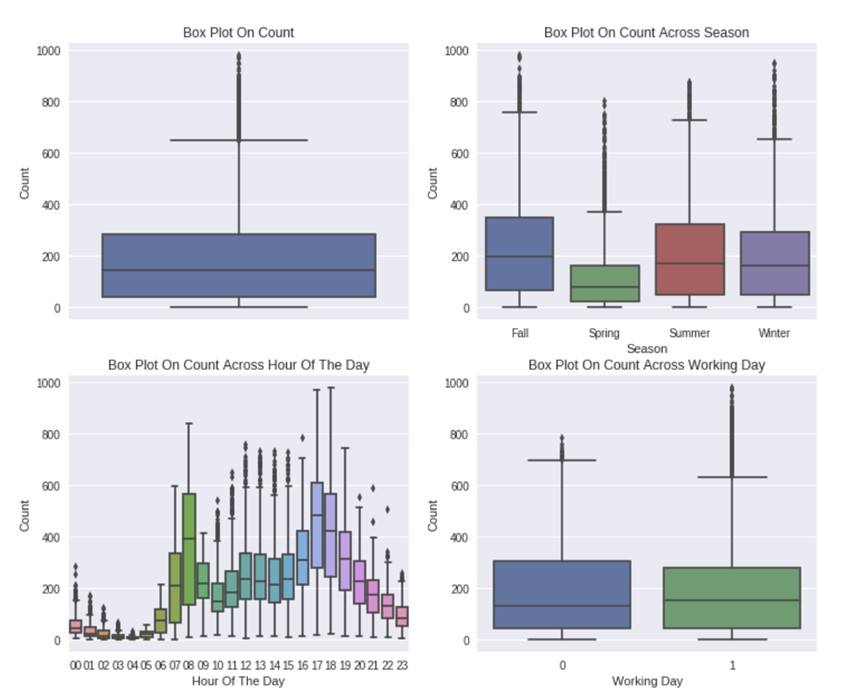 Box Plot On Count
1000
800
600
400
200
0
Count
Box Plot On Count Across Season
1000
800
600
400
200
0
Count
Fall Spring Summer Winter
Season
Box Plot On Count Across Hour Of The Day
1000
800
600
400
200
0
Count
00 01 02 03 04 05 06 07 08 09 10 11 12 13 14 15 16 17 18 19 20 21 22 23
Hour Of The Day
Box Plot On Count Across Working Day
1000
800
600
400
200
0
Count
0 1
Working Day